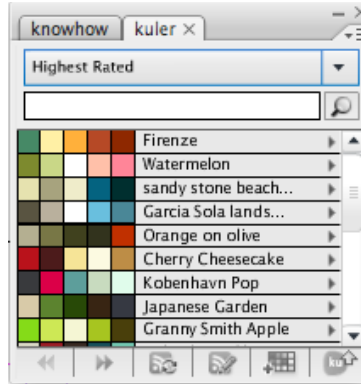 knowhow kuler
Highest Rated
Firenze
Watermelon
sandy stone beach...
Garcia Sola lands...
Orange on olive
Cherry Cheesecake
Kobenhavn Pop
Japanese Garden
Granny Smith Apple
ku